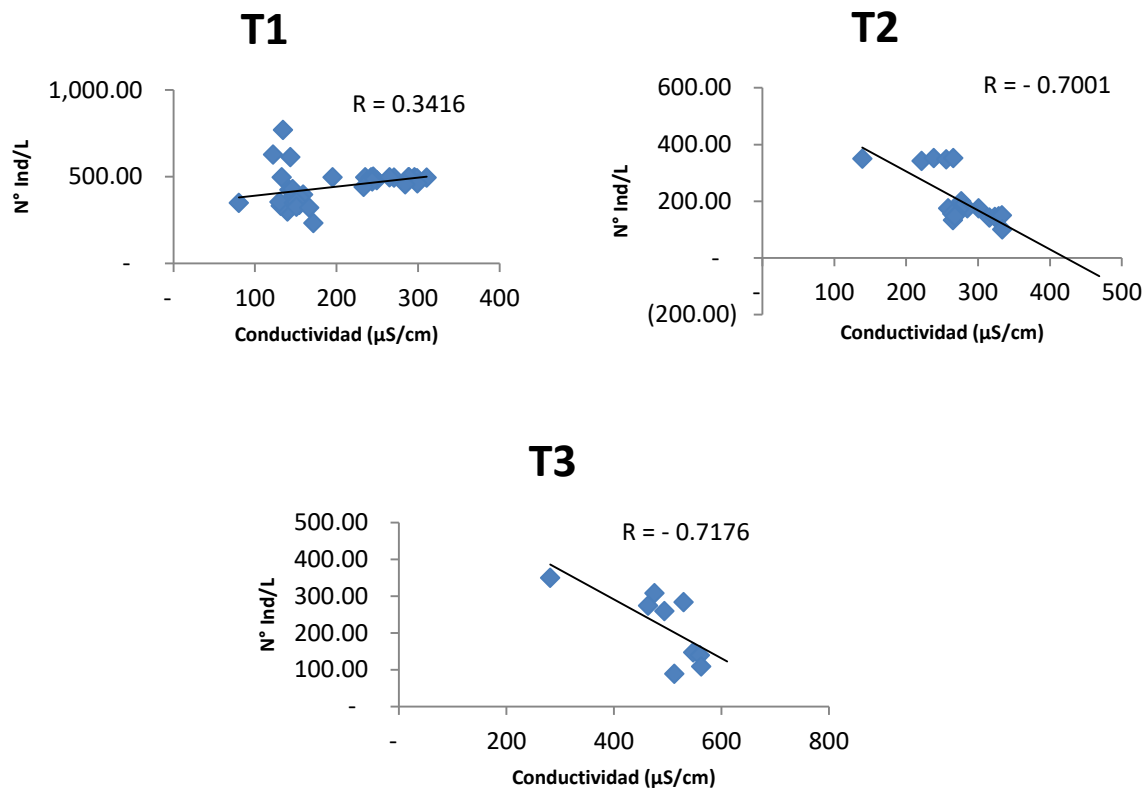 T1
R = 0.3416
1,000.00
500.00
-
N° Ind/L
- 100 200 300 400
Conductividad (µS/cm)
T2
R = - 0.7001
600.00
400.00
200.00
-
(200.00)
N° Ind/L
- 100 200 300 400 500
Conductividad (µS/cm)
T3
R = - 0.7176
500.00
400.00
300.00
200.00
100.00
-
N° Ind/L
- 200 400 600 800
Conductividad (µS/cm)